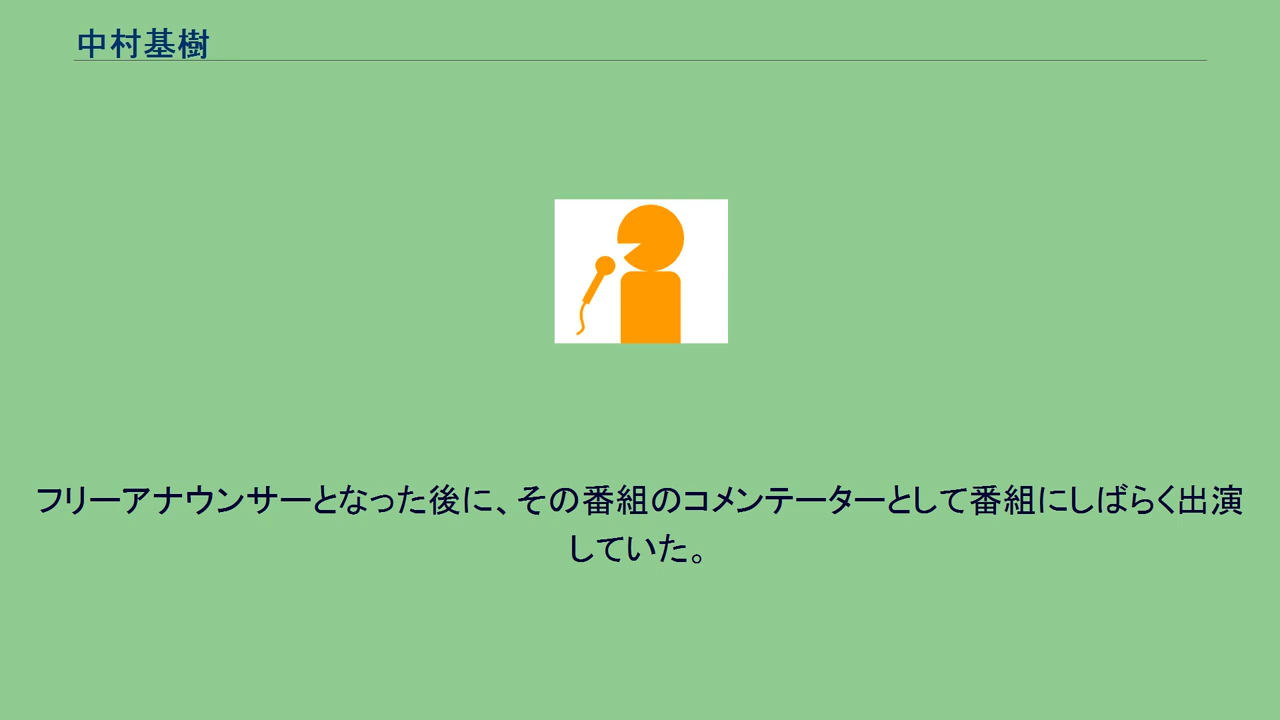 中村基樹
フリーアナウンサーとなった後に、その番組のコメンテーターとして番組にしばらく出演
していた。